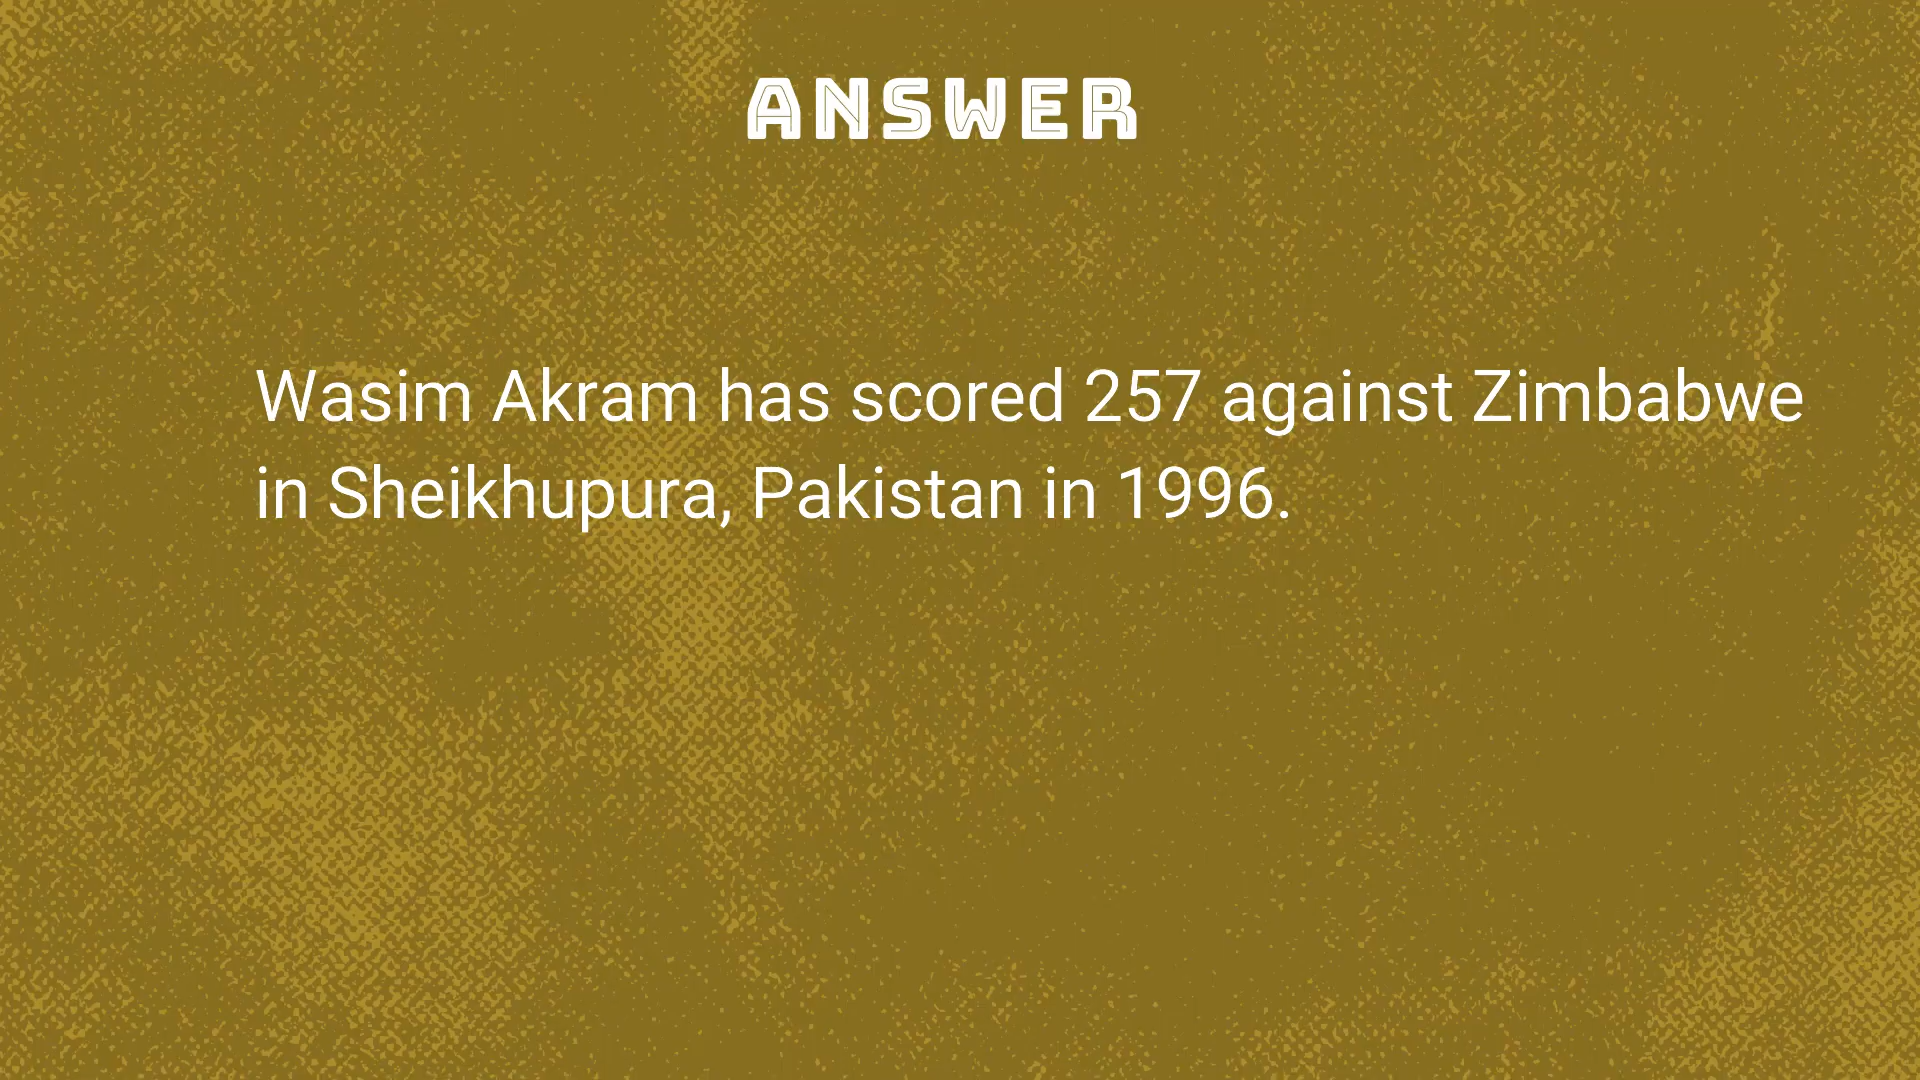 ANSWER
Wasim Akram has scored 257 against Zimbabwe
in Sheikhupura, Pakistan in 1996.